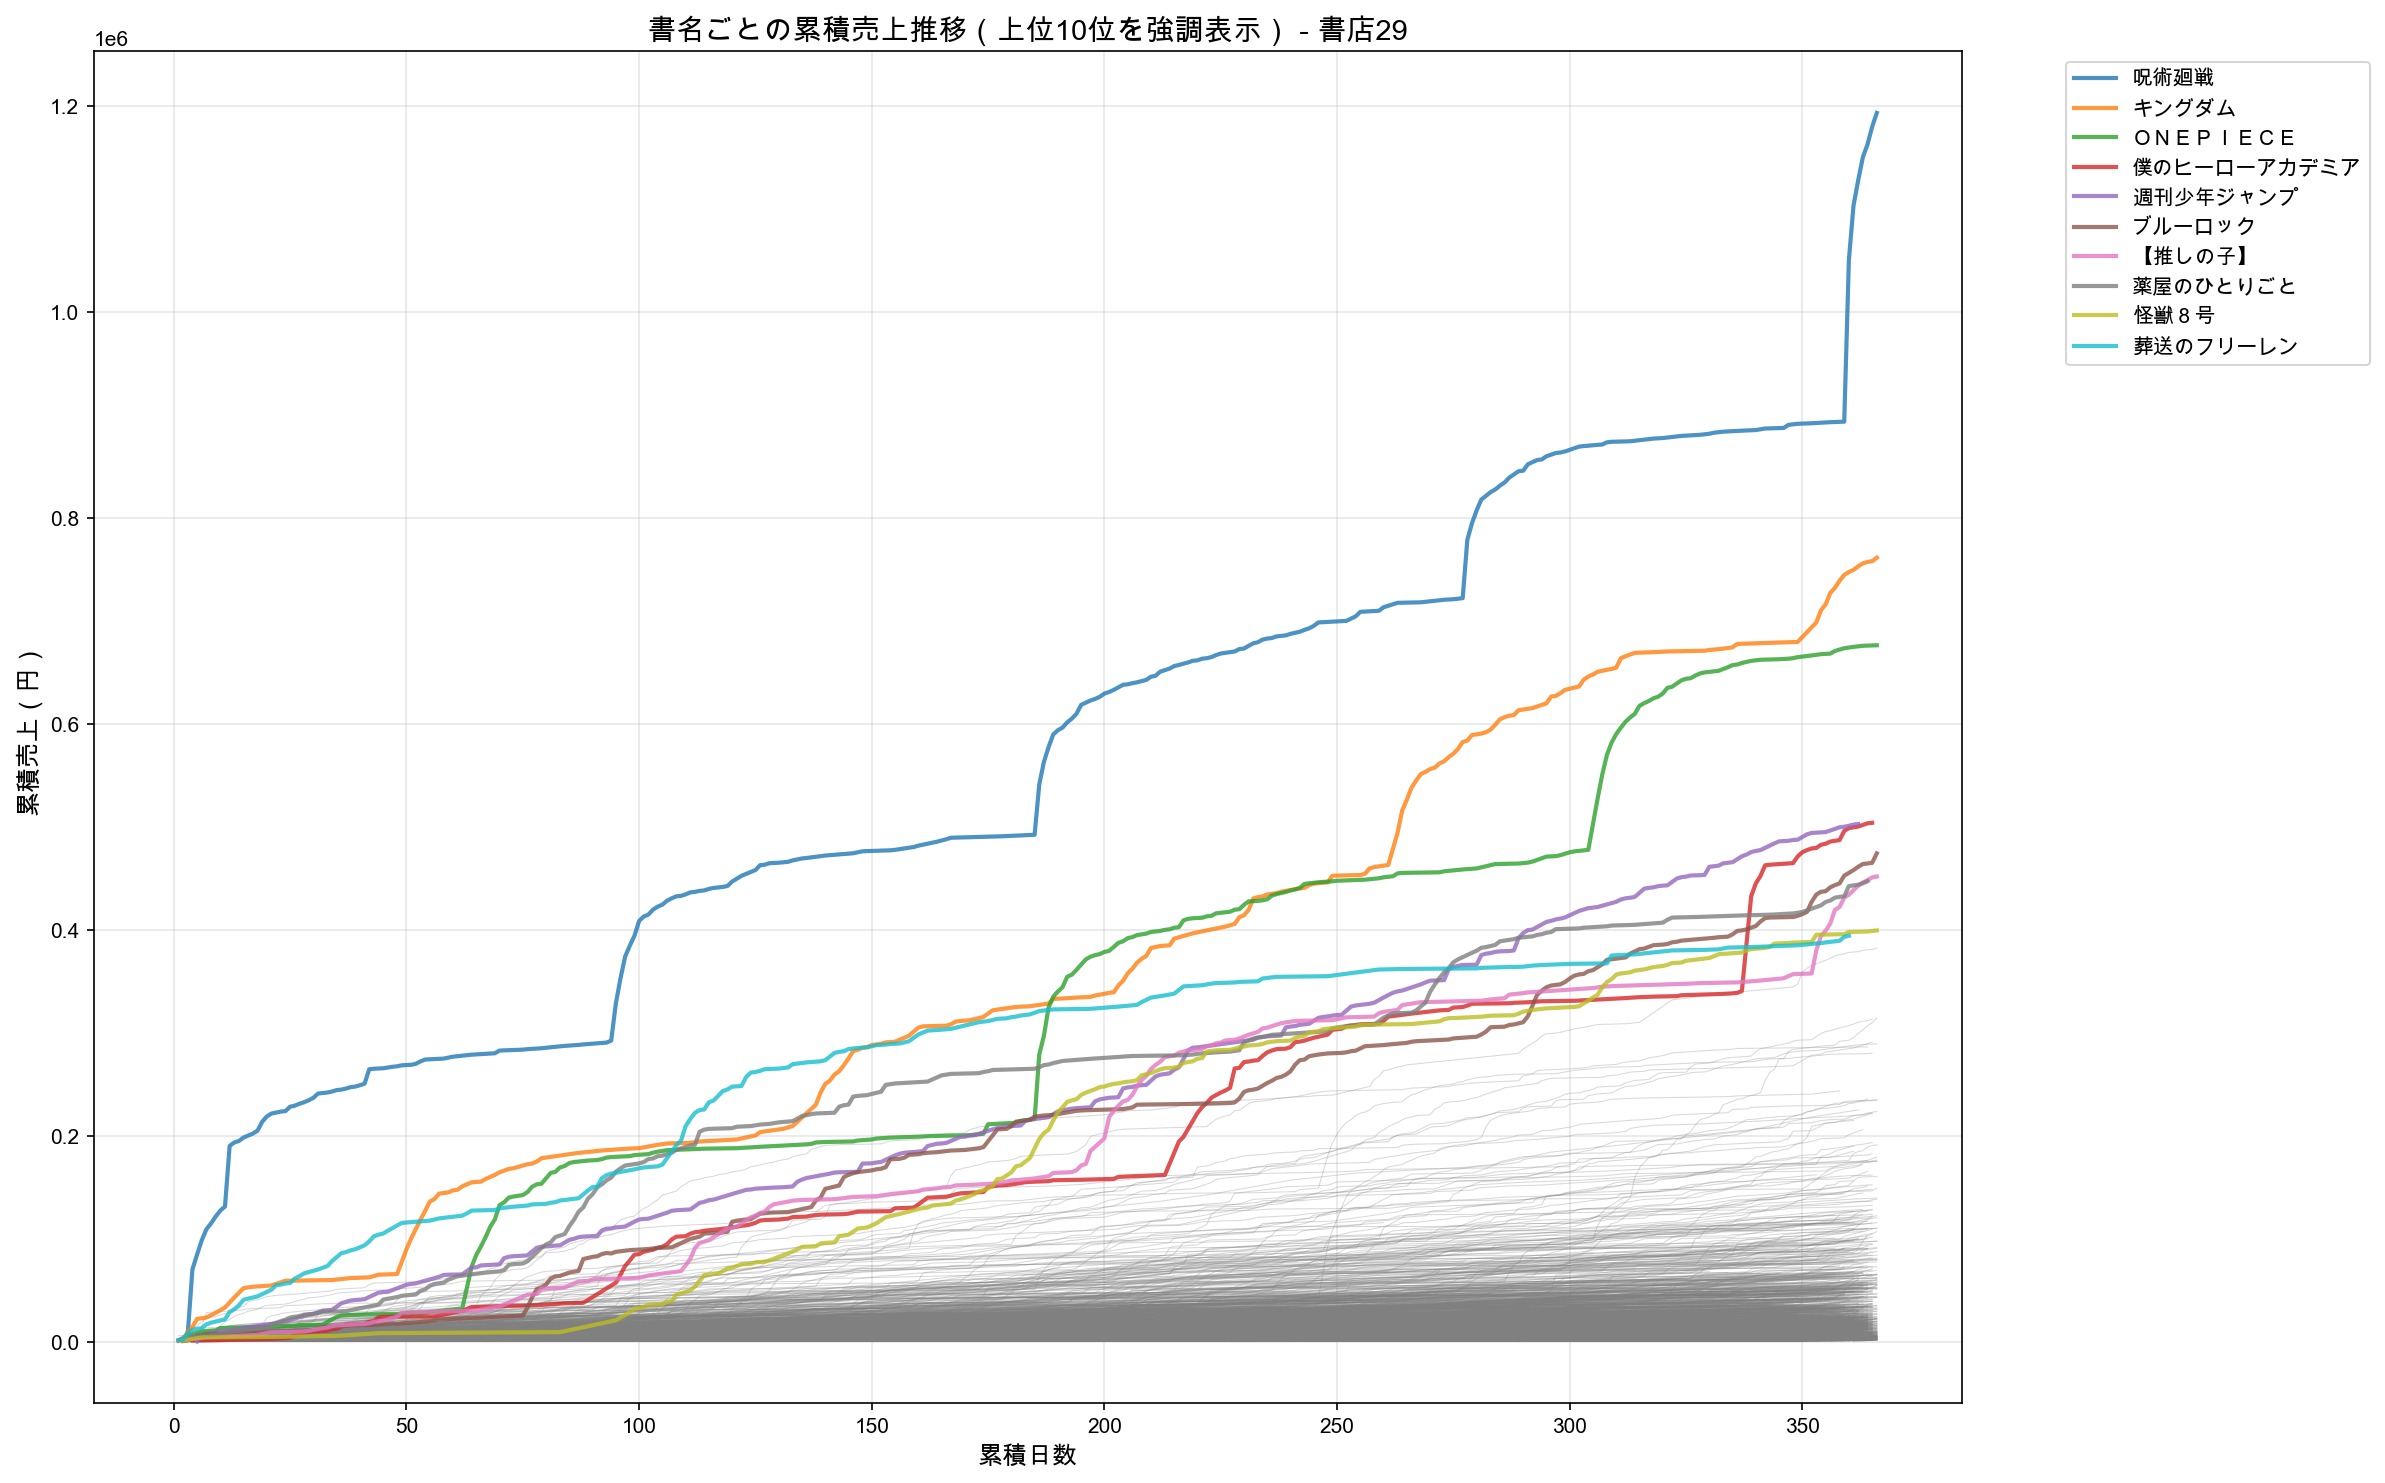 書名ごとの累積売上推移（上位10位を強調表示） - 書店29
1e6
1.2
1.0
0.8
0.6
0.4
0.2
0.0
累積売上（円）
0
50
100
150
200
250
300
350
累積日数
呪術廻戦
キングダム
ＯＮＥＰＩＥＣＥ
僕のヒーローアカデミア
週刊少年ジャンプ
ブルーロック
【推しの子】
薬屋のひとりごと
怪獣８号
葬送のフリーレン